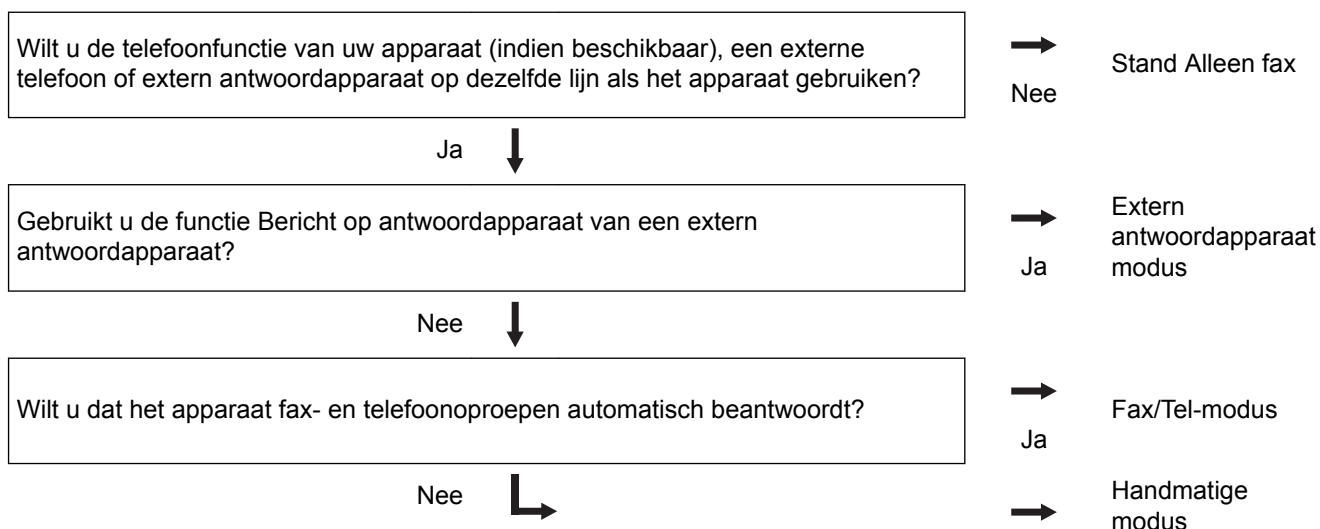 Wilt u de telefoonfunctie van uw apparaat (indien beschikbaar), een externe
telefoon of extern antwoordapparaat op dezelfde lijn als het apparaat gebruiken?
Nee
Stand Alleen fax
Ja
Gebruikt u de functie Bericht op antwoordapparaat van een extern
antwoordapparaat?
Ja
Extern
antwoordapparaat
modus
Nee
Wilt u dat het apparaat fax- en telefoonoproepen automatisch beantwoordt?
Ja
Fax/Tel-modus
Nee
Handmatige
modus